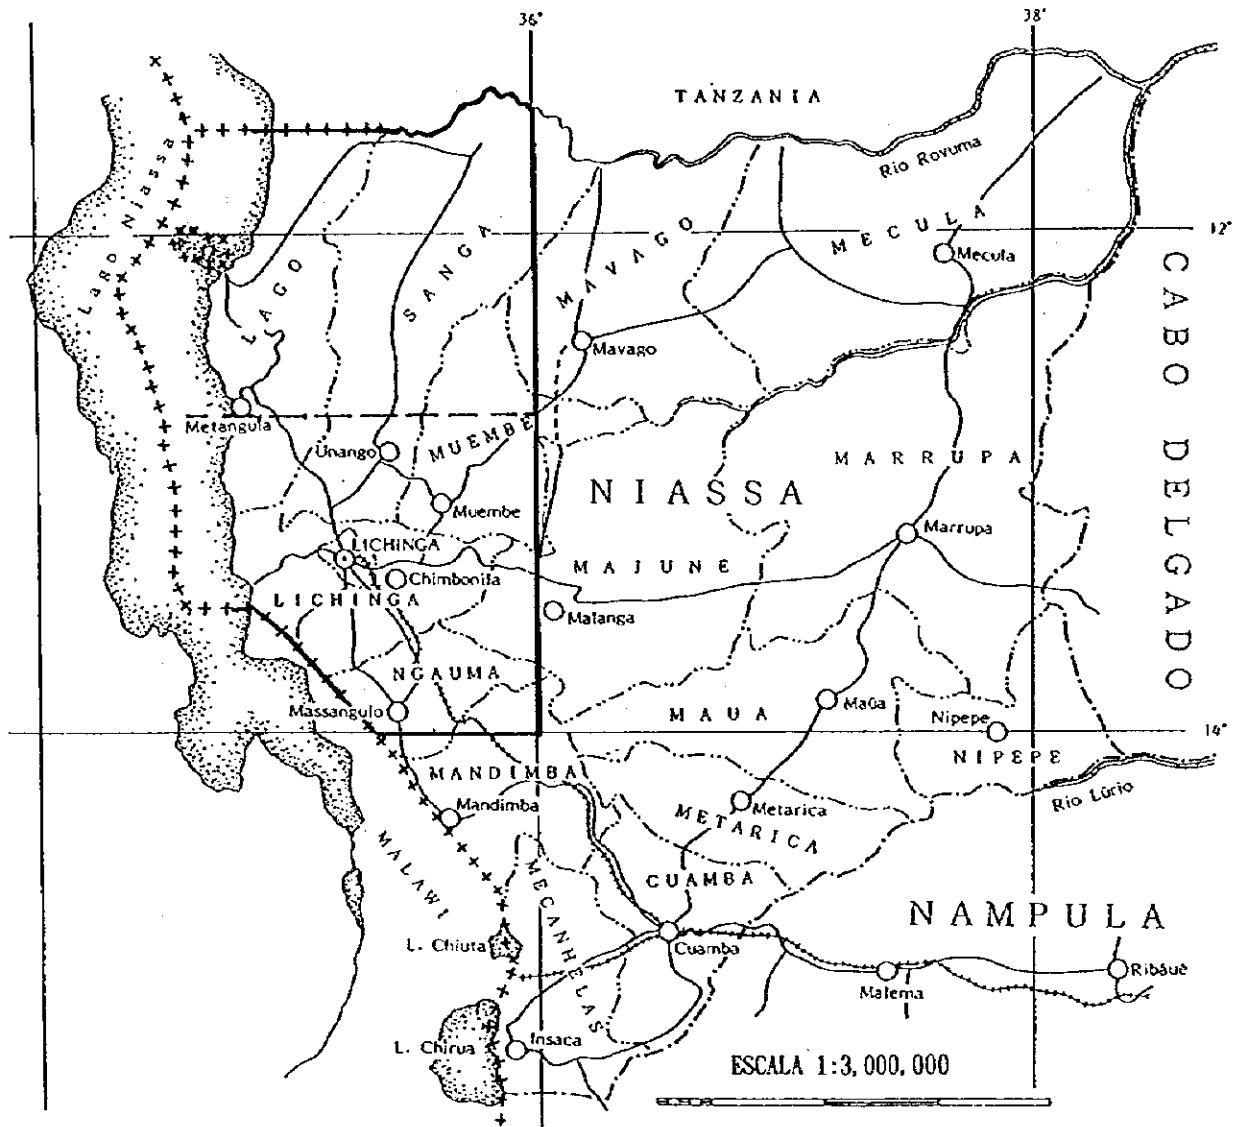 36°
38°
TANZANIA
Rio Rovuma
Lago Niassa
12°
MECULA
Mecula
MAVAGO
SANGA
LAGO
CABO DELGADO
Mavago
Metangula
Unango
MUEMBE
MARRUPA
NIASSA
Muembe
Marrupa
LICHINGA
MAJUNE
Chimbonila
LICHINGA
Malanga
NGAUMA
Massangulo
MAUA
Maúa
Nipepe
14°
NIPEPE
MANDIMBA
Rio Lúrio
Mandimba
Metarica
METARICA
MALAWI
MECANHELAS
CUAMBA
NAMPULA
L. Chiuta
Cuamba
Malema
Ribáuè
L. Chirua
Insaca
ESCALA 1:3,000,000